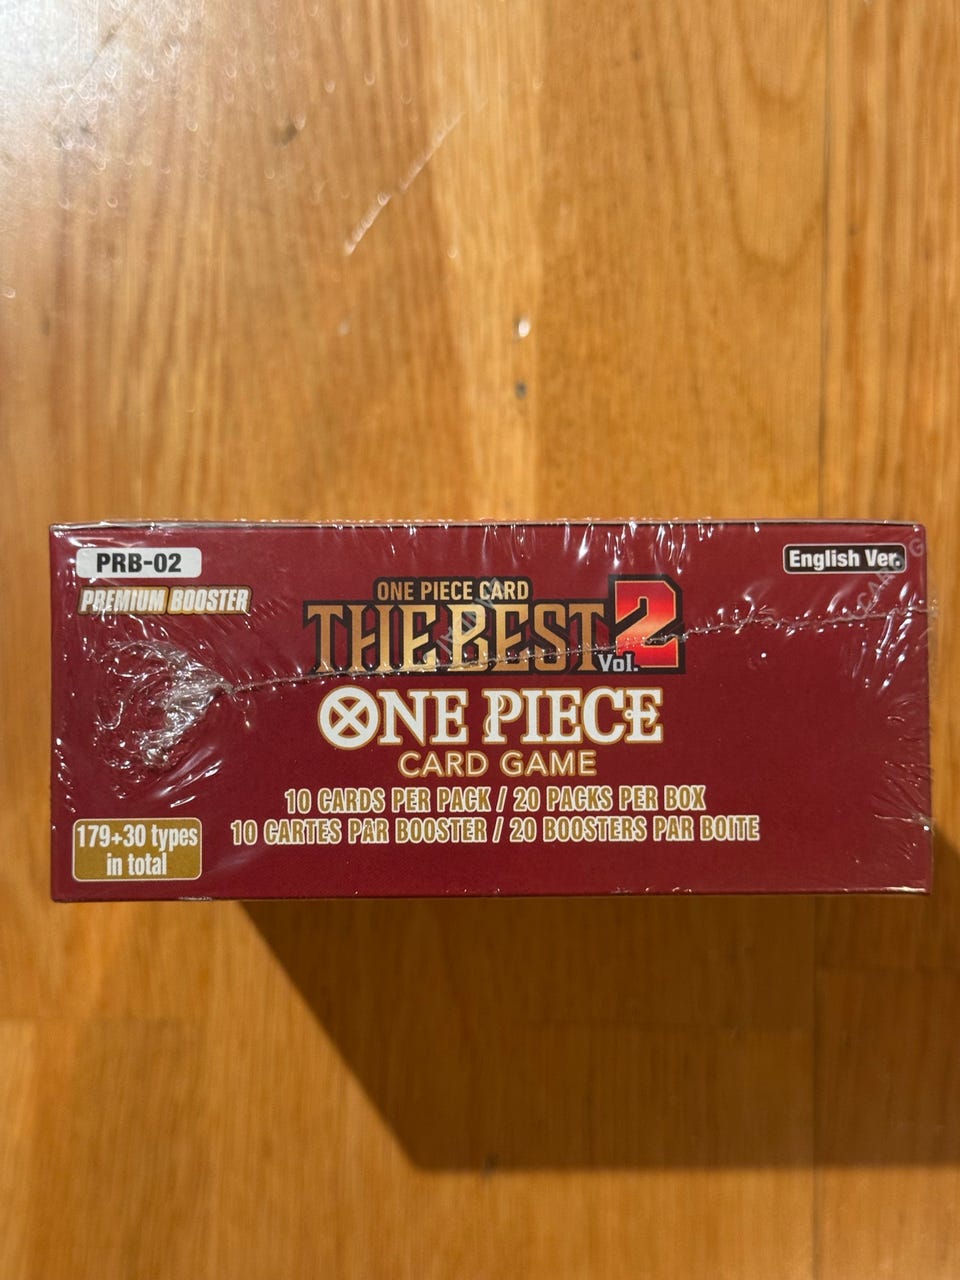 PRB-02
English Ver.
PREMIUM BOOSTER
ONE PIECE CARD
THE BEST
Vol. 2
ONE PIECE
CARD GAME
10 CARDS PER PACK / 20 PACKS PER BOX
10 CARTES PAR BOOSTER / 20 BOOSTERS PAR BOITE
179+30 types
in total